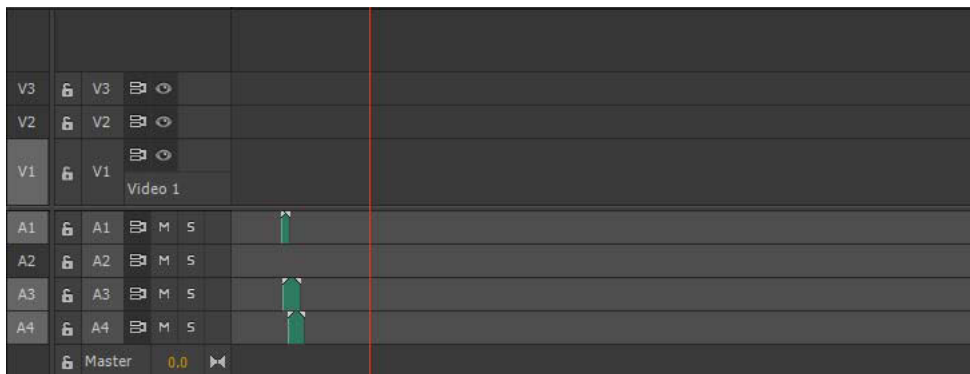 V3 V3
V2 V2
V1 V1
Video 1
A1 A1 M S
A2 A2 M S
A3 A3 M S
A4 A4 M S
Master 0,0